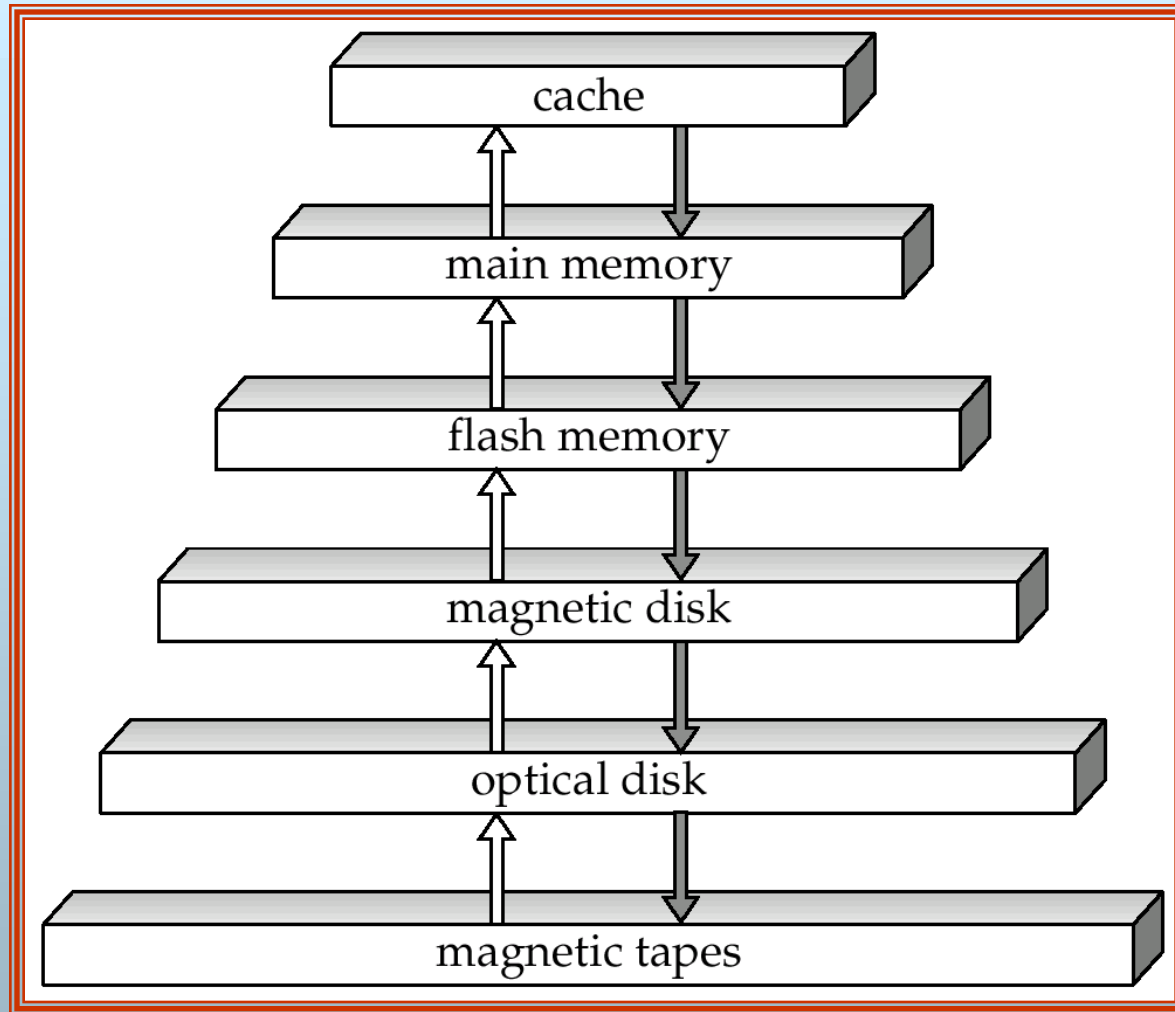 cache
main memory
flash memory
magnetic disk
optical disk
magnetic tapes